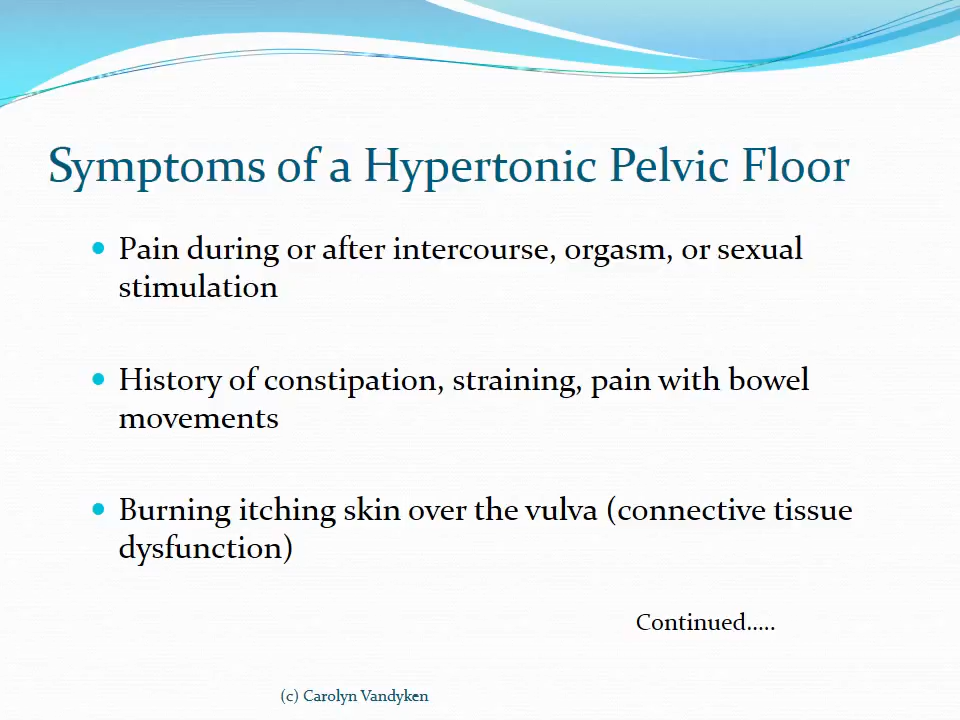 Symptoms of a Hypertonic Pelvic Floor
• Pain during or after intercourse, orgasm, or sexual
stimulation
• History of constipation, straining, pain with bowel
movements
• Burning itching skin over the vulva (connective tissue
dysfunction)
Continued.....
(c) Carolyn Vandyken